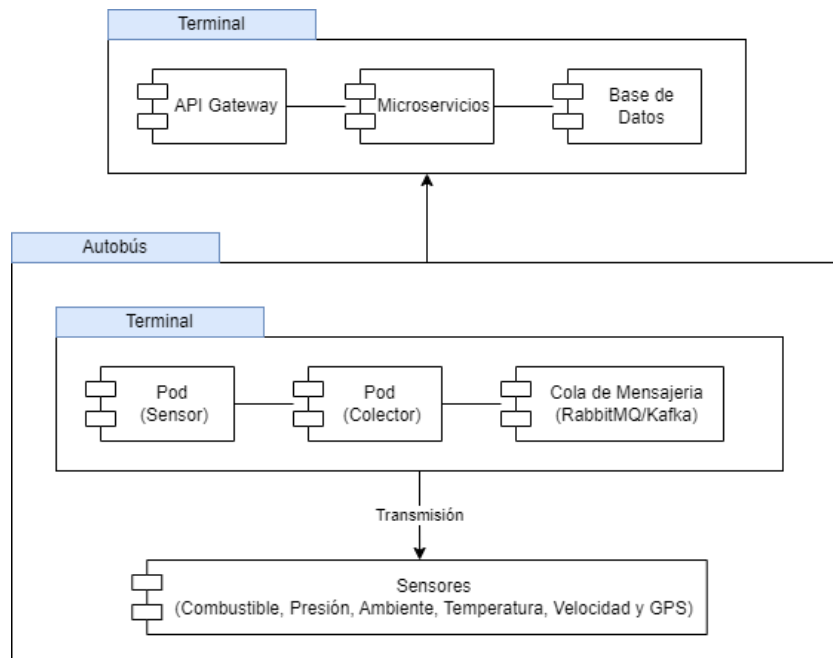 Terminal
API Gateway
Microservicios
Base de
Datos
Autobús
Terminal
Pod
(Sensor)
Pod
(Colector)
Cola de Mensajeria
(RabbitMQ/Kafka)
Transmisión
Sensores
(Combustible, Presión, Ambiente, Temperatura, Velocidad y GPS)